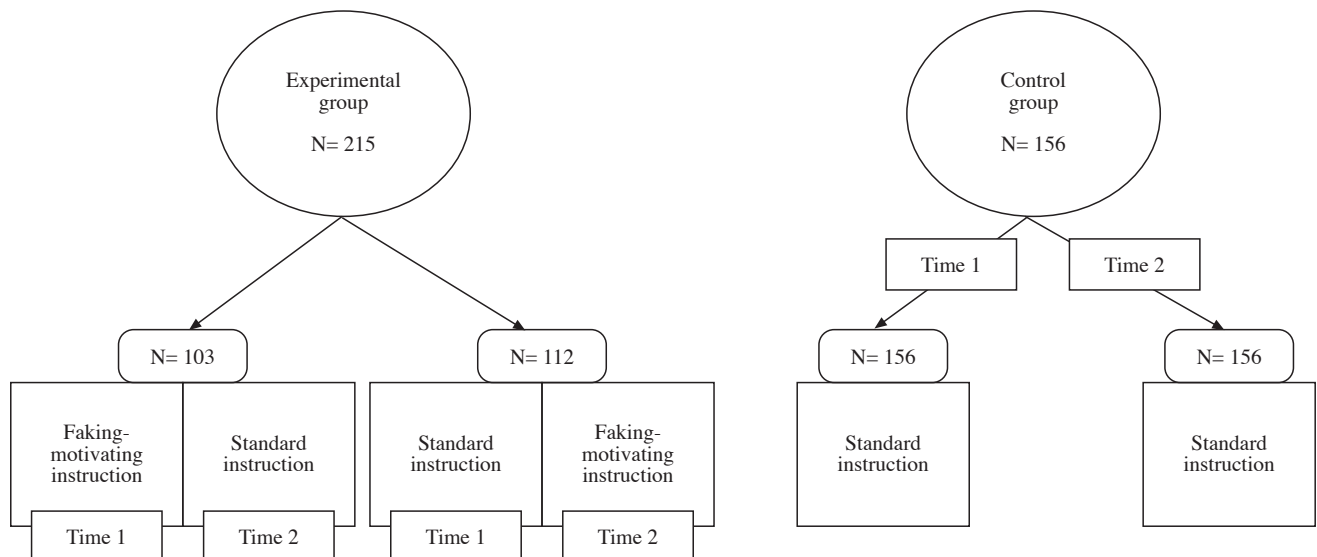 Experimental
group
N= 215
Control
group
N= 156
Time 1
Time 2
N= 103
N= 112
N= 156
N= 156
Faking-
motivating
instruction
Standard
instruction
Standard
instruction
Faking-
motivating
instruction
Standard
instruction
Standard
instruction
Time 1
Time 2
Time 1
Time 2